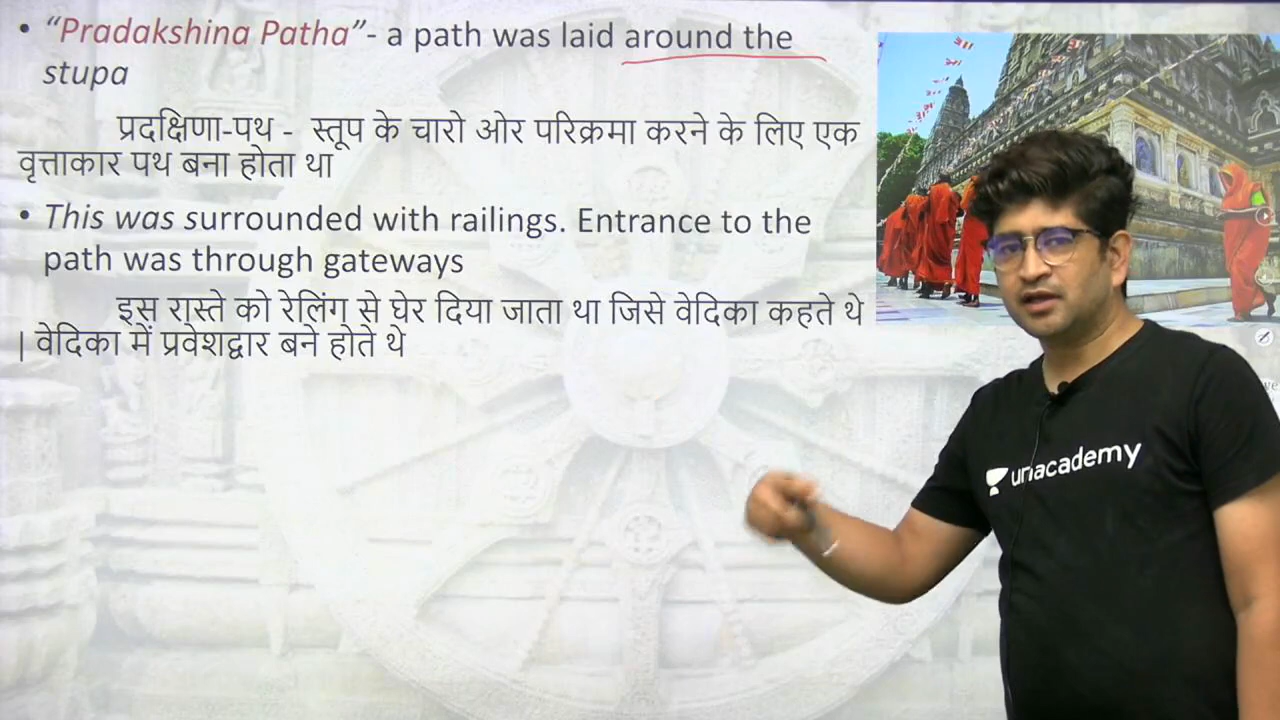 • “Pradakshina Patha”- a path was laid around the
stupa
प्रदक्षिणा-पथ - स्तूप के चारो ओर परिक्रमा करने के लिए एक
वृत्ताकार पथ बना होता था
• This was surrounded with railings. Entrance to the
path was through gateways
इस रास्ते को रेलिंग से घेर दिया जाता था जिसे वेदिका कहते थे
| वेदिका में प्रवेशद्वार बने होते थे
unacademy